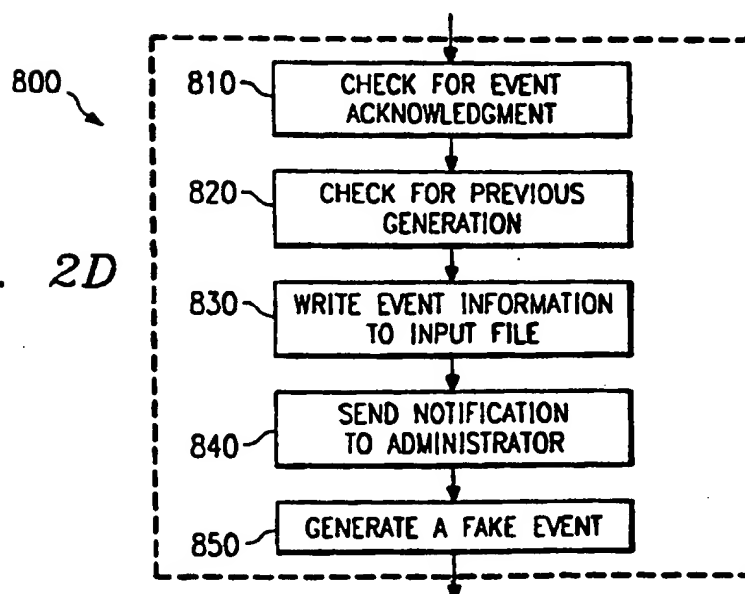 800
810
CHECK FOR EVENT
ACKNOWLEDGMENT
820
CHECK FOR PREVIOUS
GENERATION
. 2D
830
WRITE EVENT INFORMATION
TO INPUT FILE
840
SEND NOTIFICATION
TO ADMINISTRATOR
850
GENERATE A FAKE EVENT